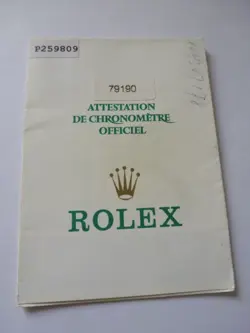 P259809
79190
ATTESTATION
DE CHRONOMÈTRE
OFFICIEL
ROLEX